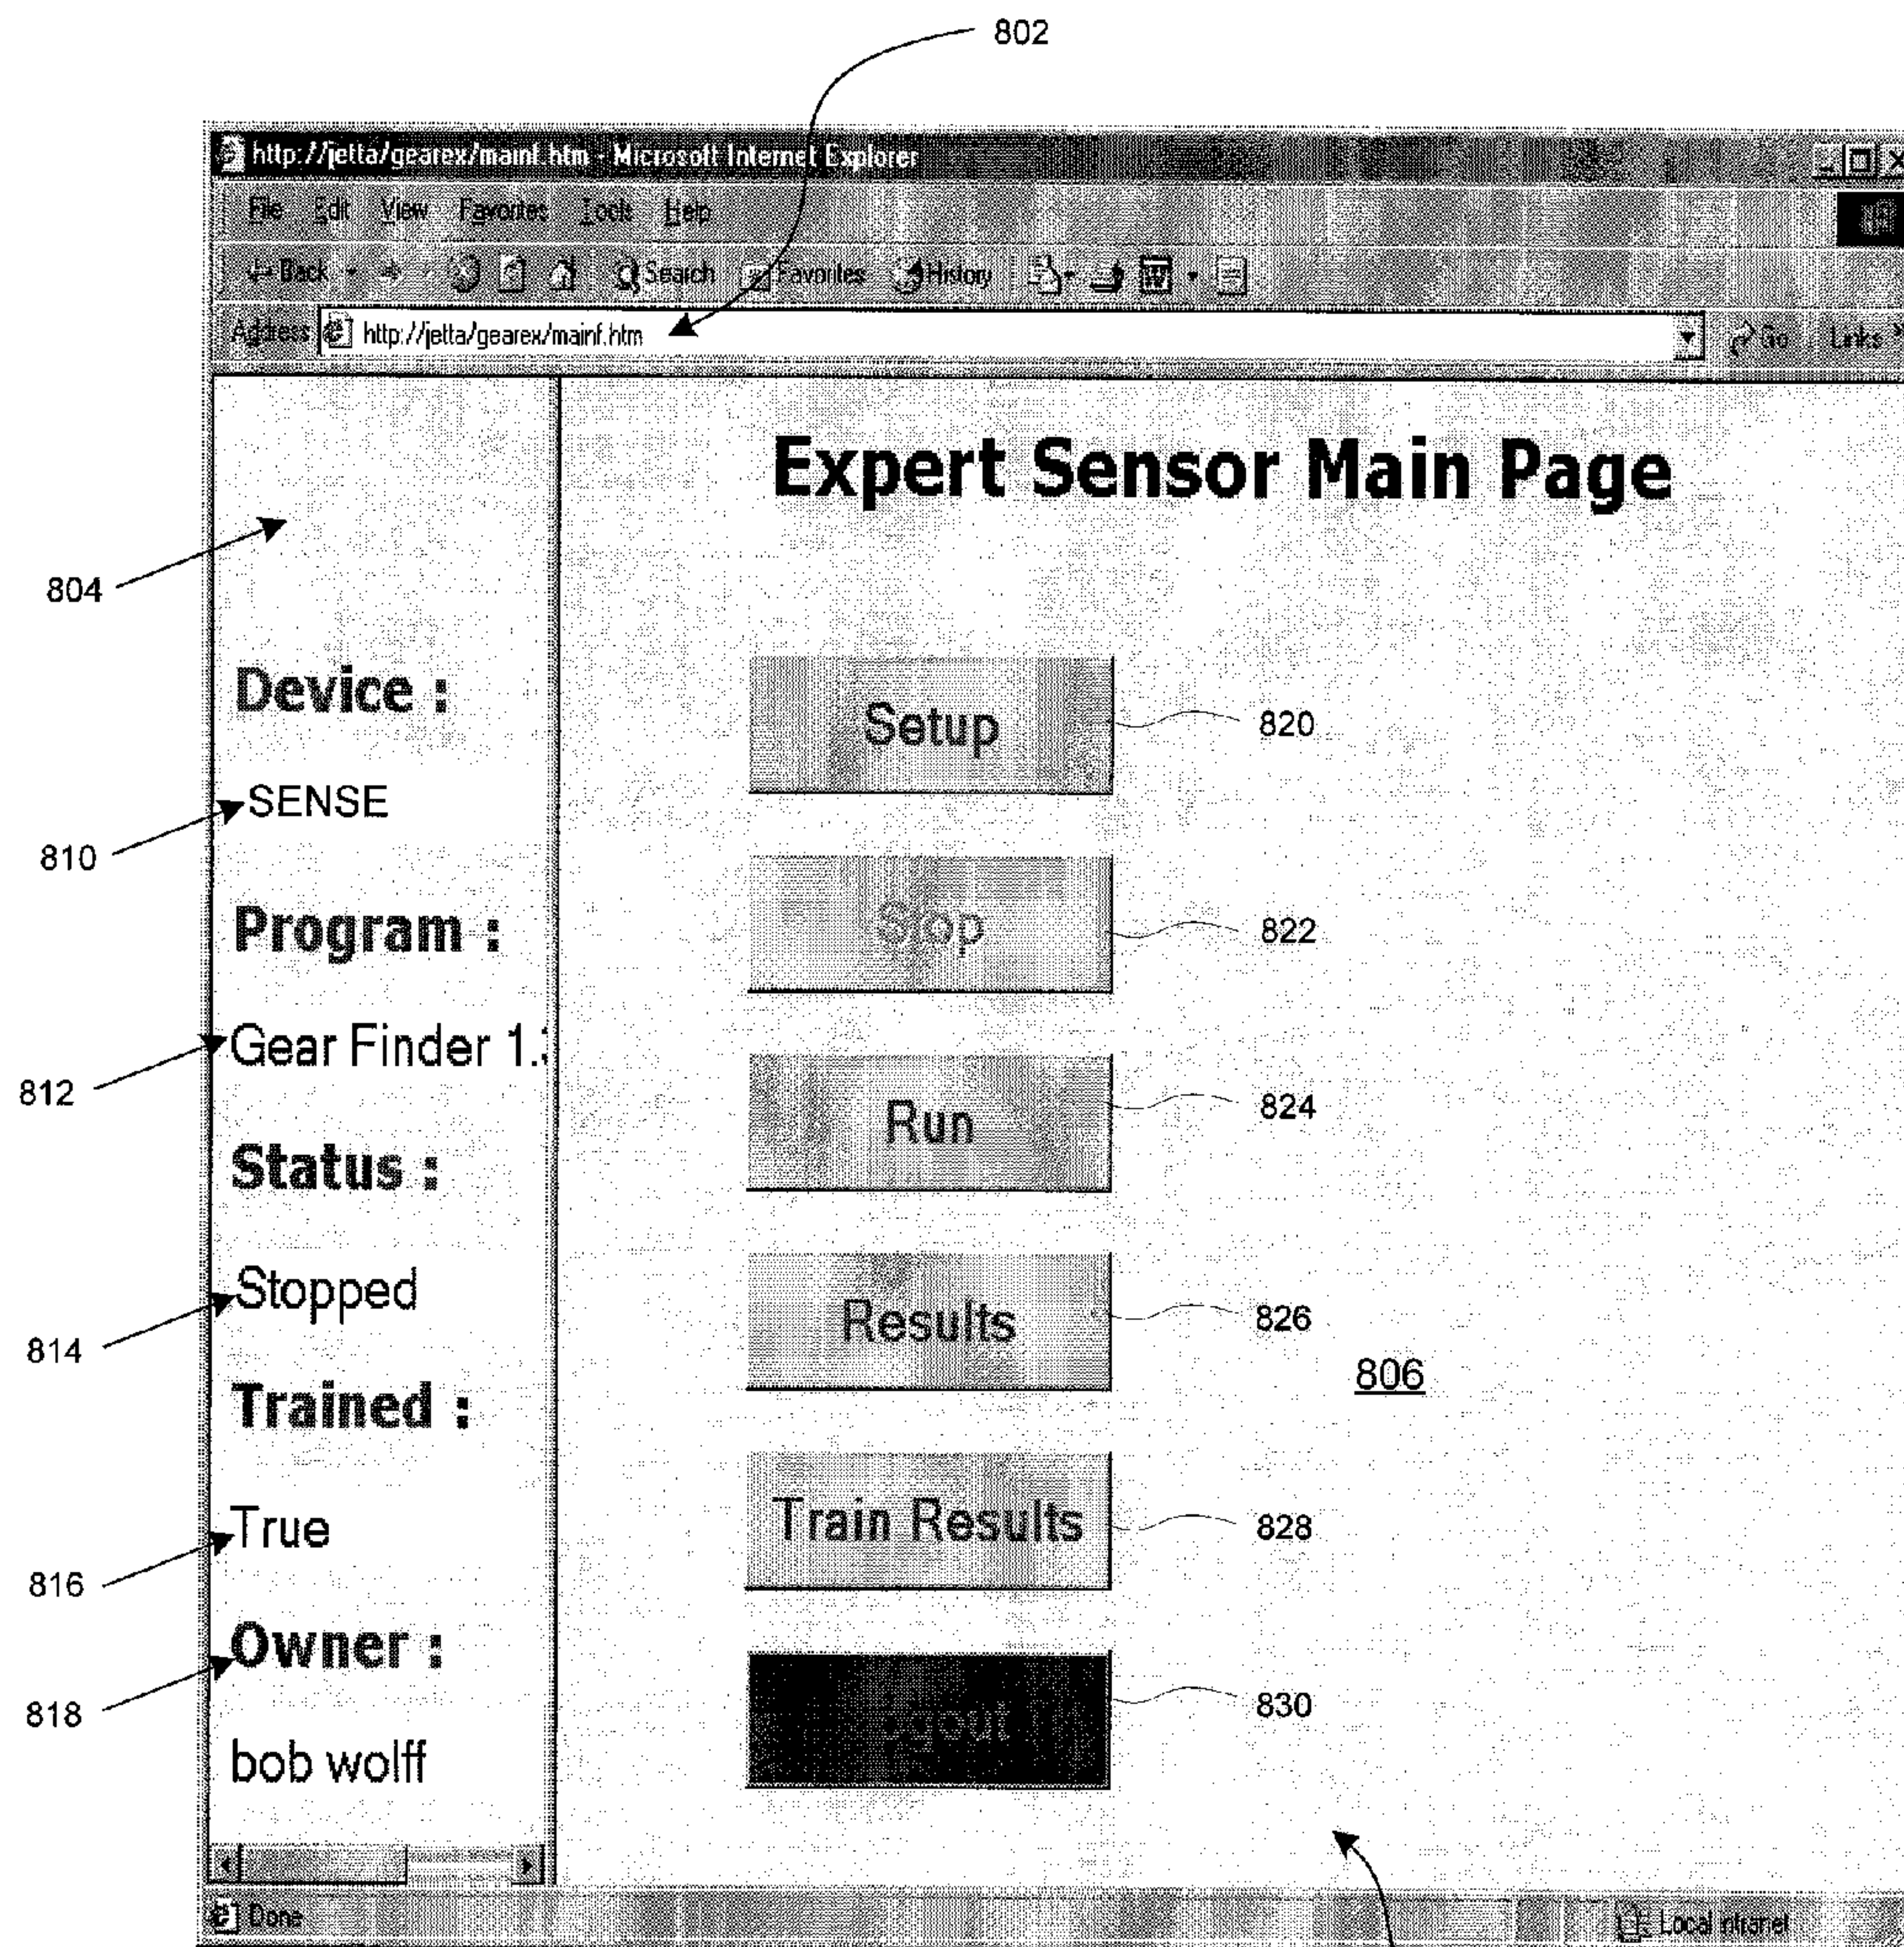 802
http://jetta/gearex/mainf.htm - Microsoft Internet Explorer
File Edit View Favorites Tools Help
Back Search Favorites History
Address http://jetta/gearex/mainf.htm Go Links
Expert Sensor Main Page
804
Device :
Setup 820
SENSE
810
Stop 822
Program :
Gear Finder 1.
812
Run 824
Status :
Stopped
814
Results 826
806
Trained :
True
816
Train Results 828
Owner :
818
830
bob wolff
Done Local intranet